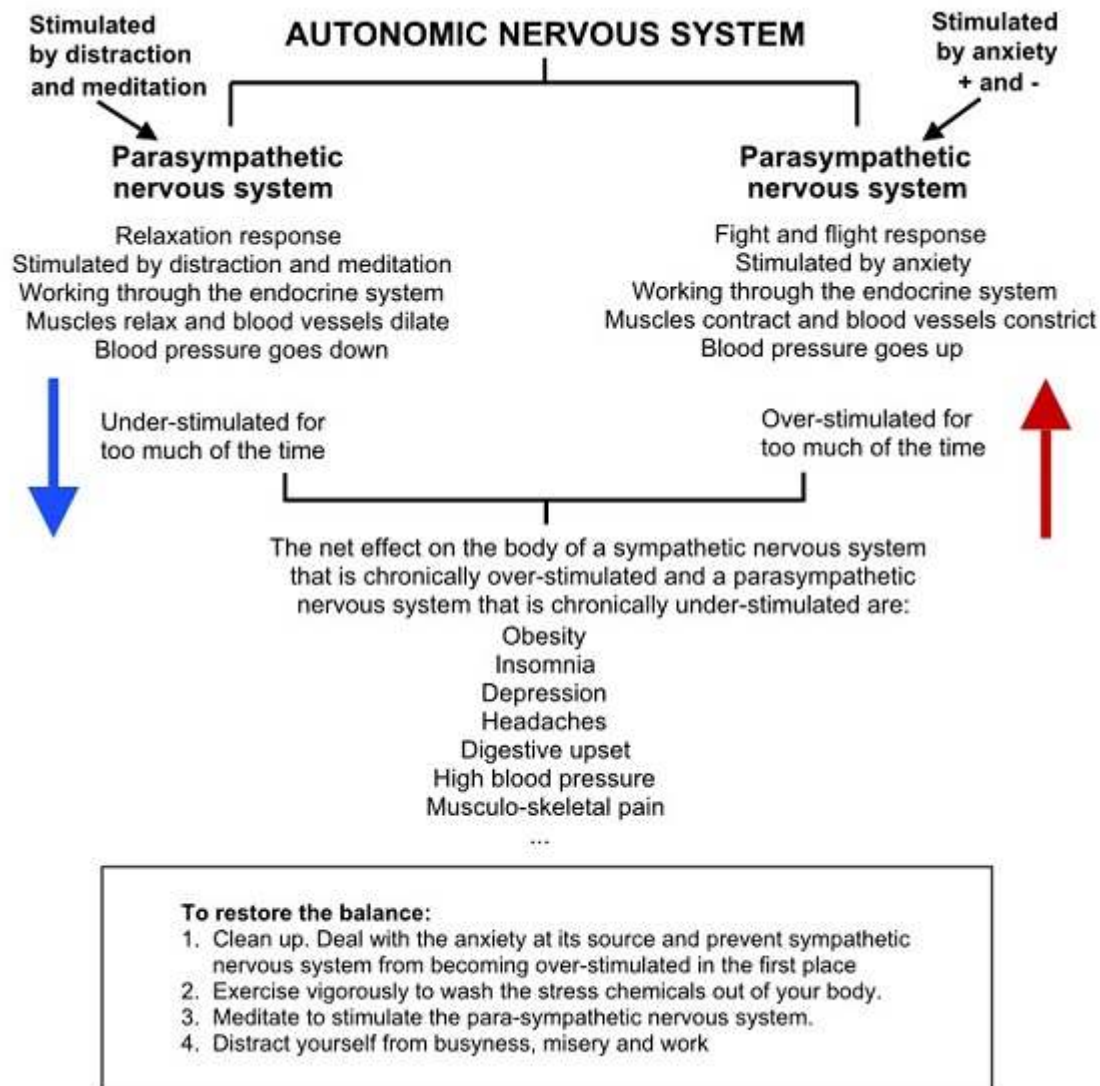 Stimulated
by distraction
and meditation
AUTONOMIC NERVOUS SYSTEM
Stimulated
by anxiety
+ and -
Parasympathetic
nervous system
Relaxation response
Stimulated by distraction and meditation
Working through the endocrine system
Muscles relax and blood vessels dilate
Blood pressure goes down
Parasympathetic
nervous system
Fight and flight response
Stimulated by anxiety
Working through the endocrine system
Muscles contract and blood vessels constrict
Blood pressure goes up
Under-stimulated for
too much of the time
Over-stimulated for
too much of the time
The net effect on the body of a sympathetic nervous system
that is chronically over-stimulated and a parasympathetic
nervous system that is chronically under-stimulated are:
Obesity
Insomnia
Depression
Headaches
Digestive upset
High blood pressure
Musculo-skeletal pain
...
To restore the balance:
1. Clean up. Deal with the anxiety at its source and prevent sympathetic
nervous system from becoming over-stimulated in the first place
2. Exercise vigorously to wash the stress chemicals out of your body.
3. Meditate to stimulate the para-sympathetic nervous system.
4. Distract yourself from busyness, misery and work